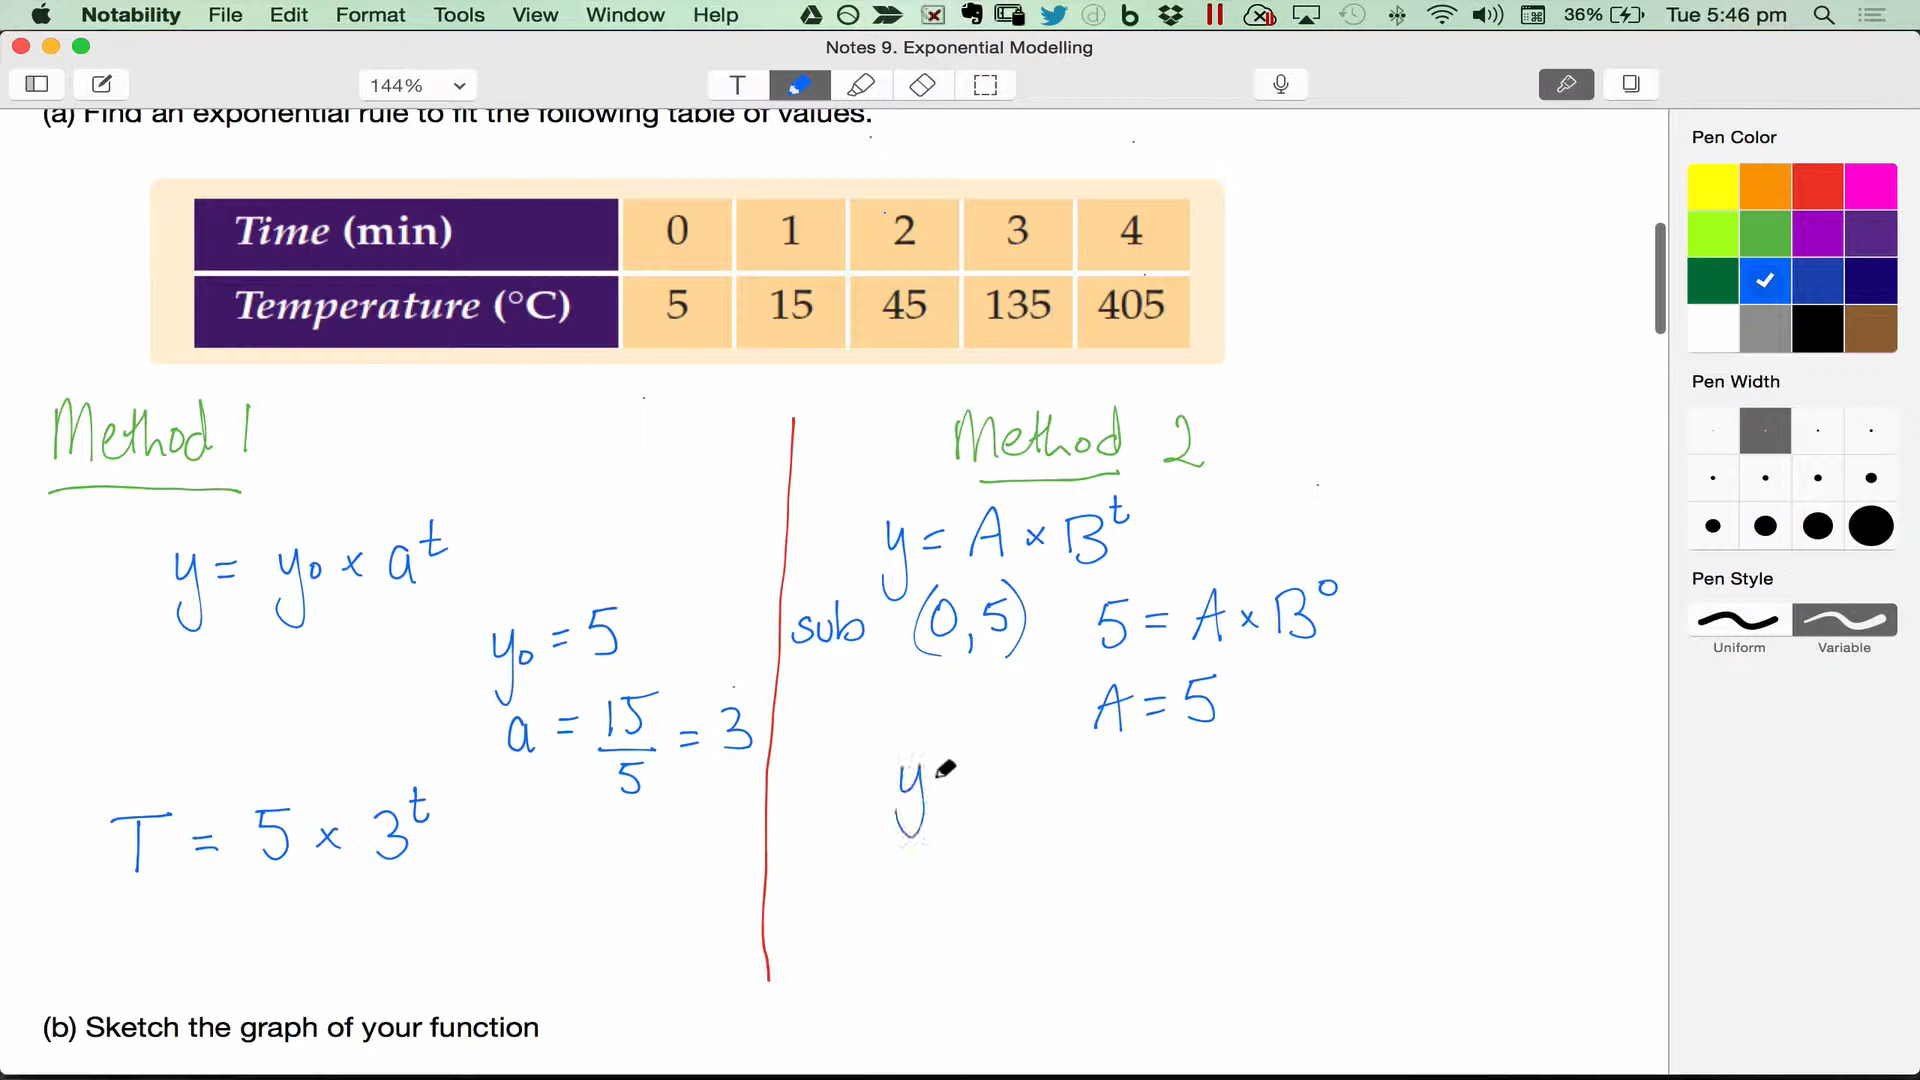 Notability File Edit Format Tools View Window Help 36% Tue 5:46 pm
Notes 9. Exponential Modelling
144% T
(a) Find an exponential rule to fit the following table of values.
Time (min) 0 1 2 3 4
Temperature (°C) 5 15 45 135 405
Method 1
y = y₀ × aᵗ
y₀ = 5
a = 15/5 = 3
T = 5 × 3ᵗ
Method 2
y = A × Bᵗ
sub (0,5) 5 = A × B⁰
A = 5
y
(b) Sketch the graph of your function
Pen Color
Pen Width
Pen Style
Uniform Variable